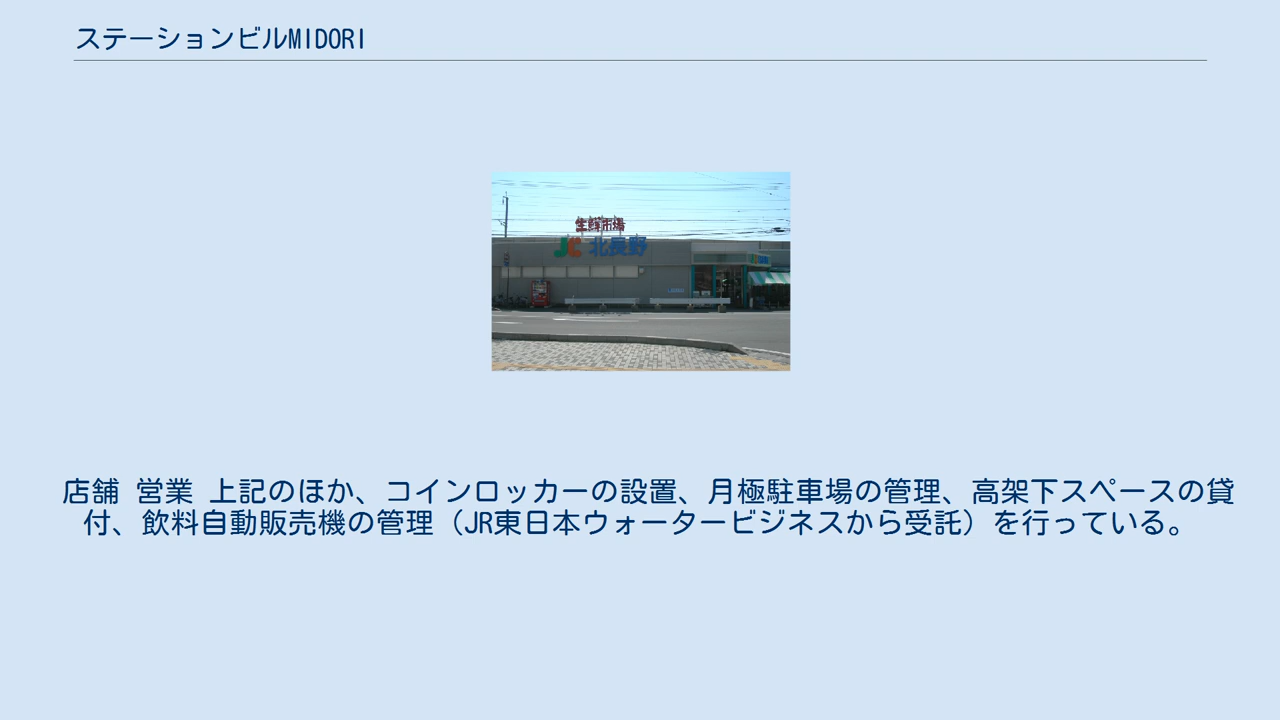 ステーションビルMIDORI
生鮮市場
JC 北長野
店舗 営業 上記のほか、コインロッカーの設置、月極駐車場の管理、高架下スペースの貸
付、飲料自動販売機の管理（JR東日本ウォータービジネスから受託）を行っている。